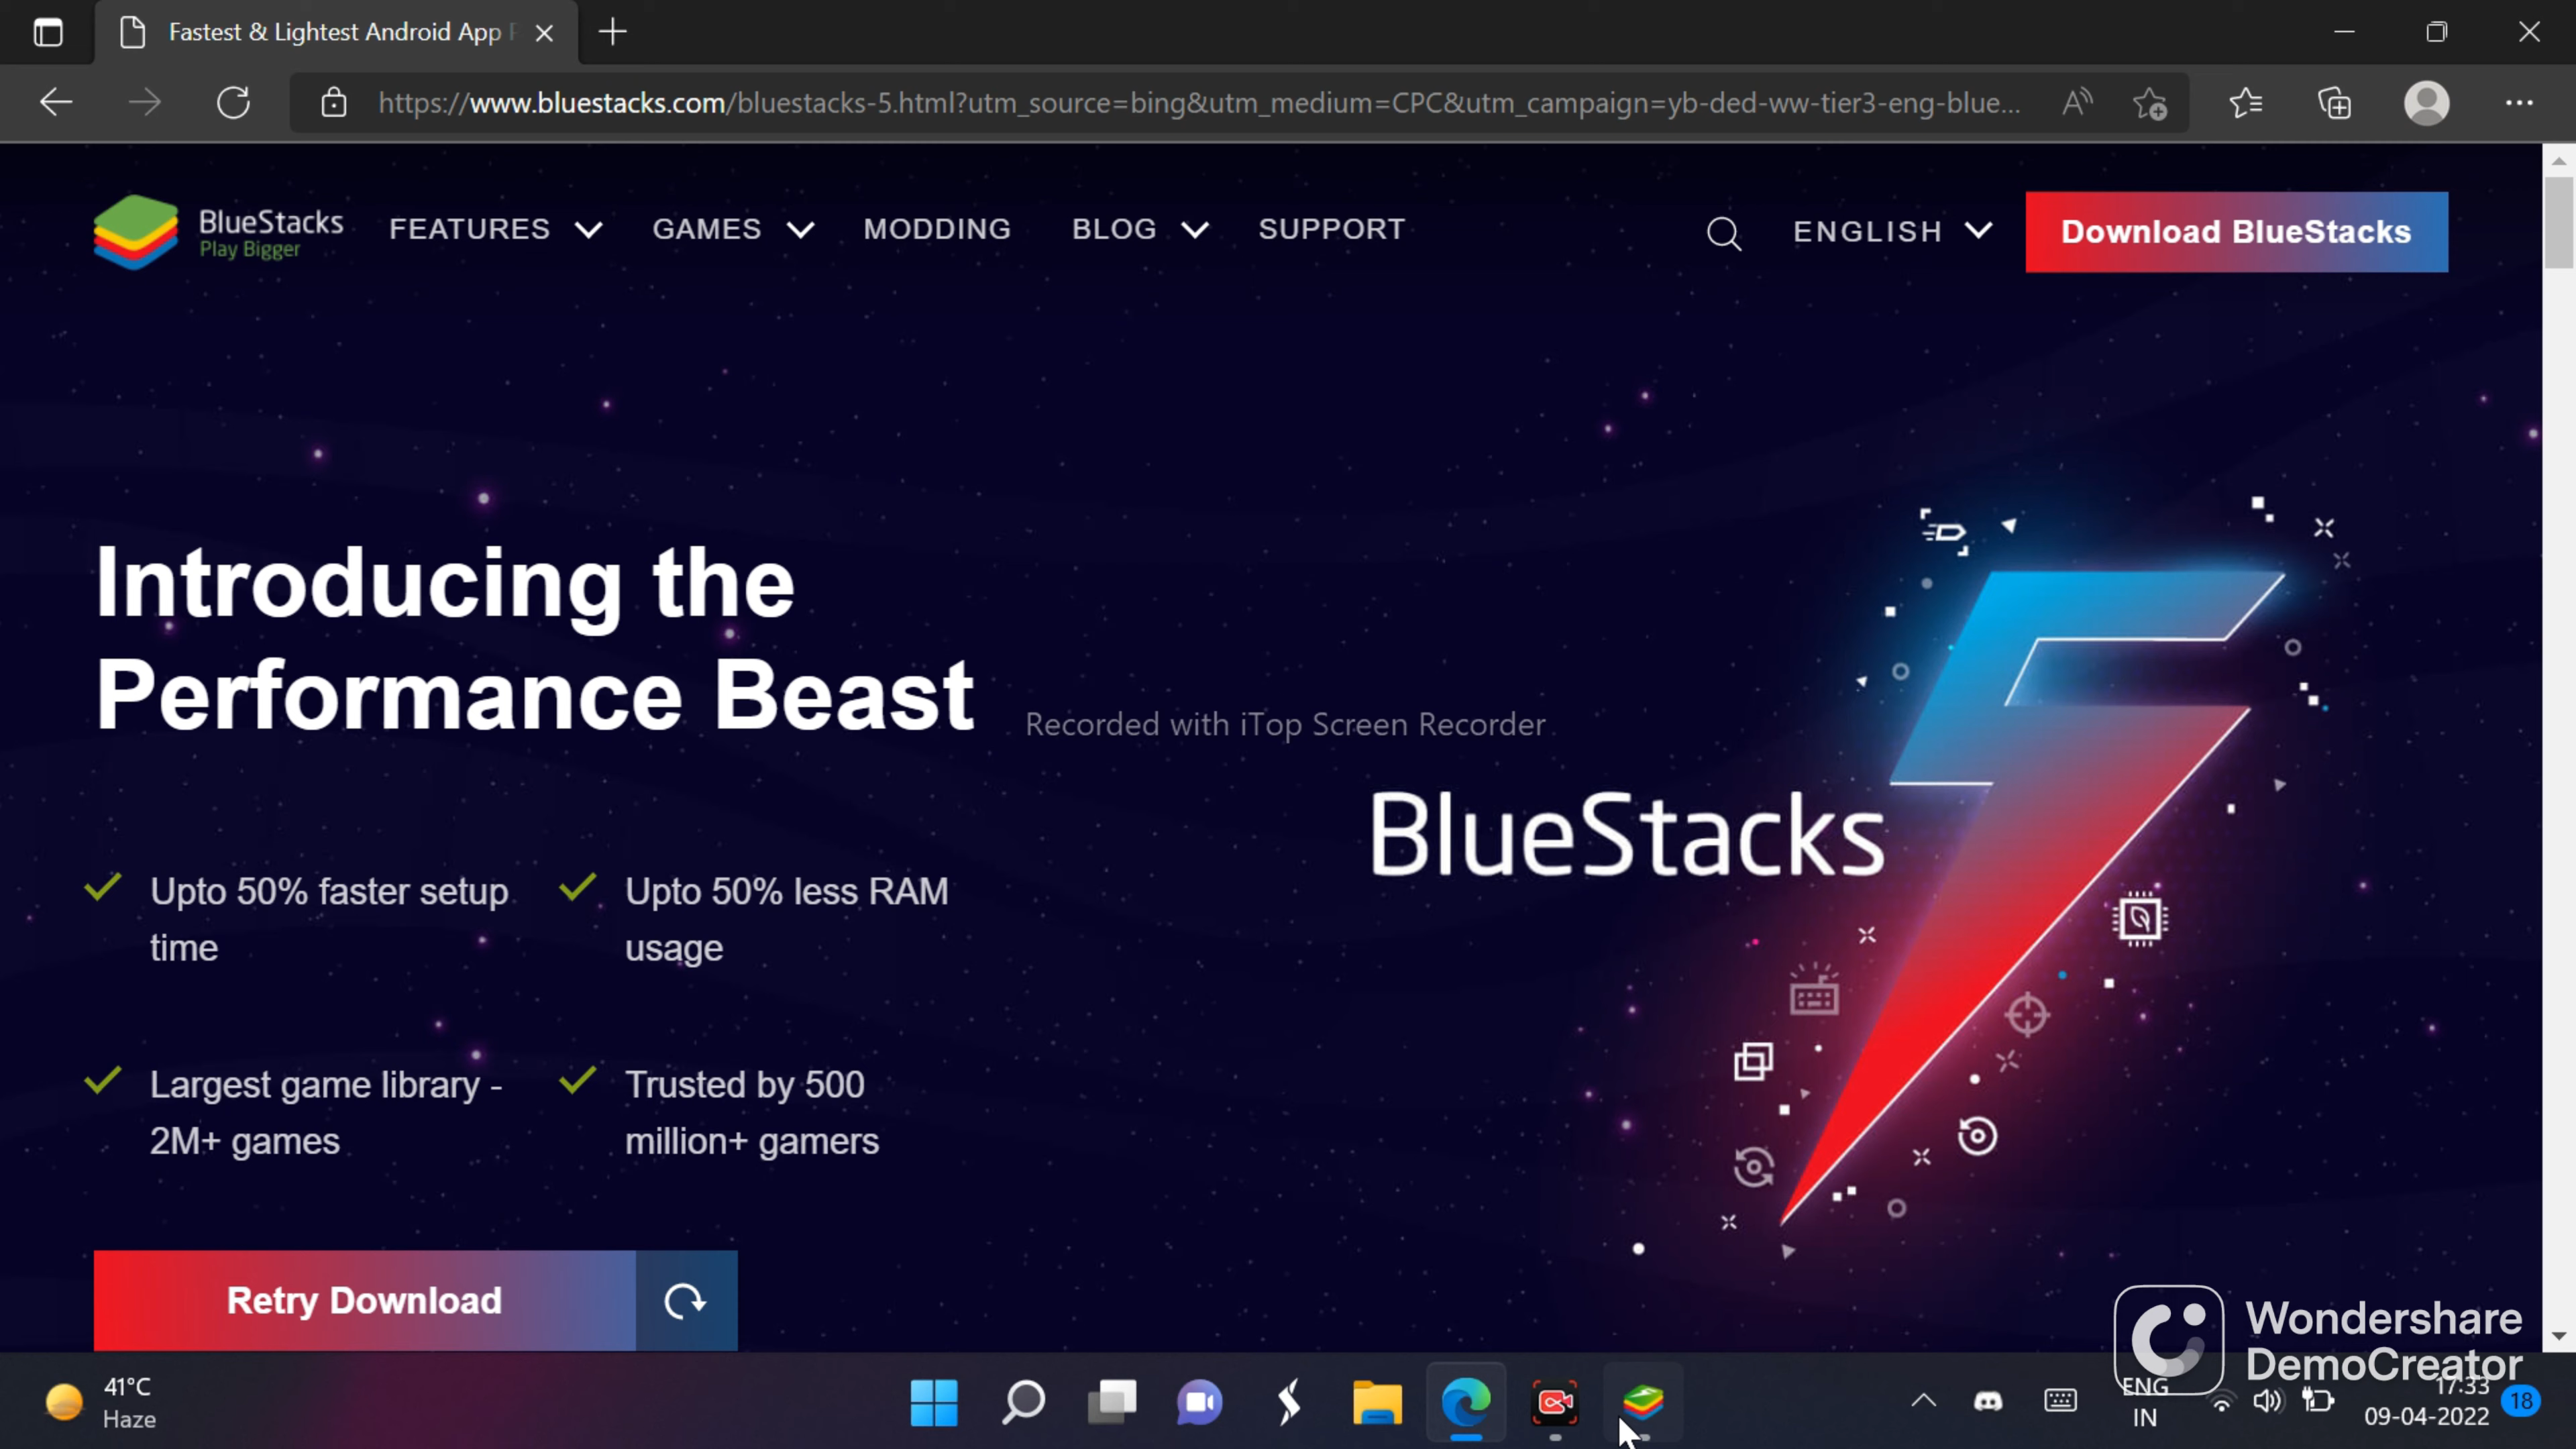 Fastest & Lightest Android App
https://www.bluestacks.com/bluestacks-5.html?utm_source=bing&utm_medium=CPC&utm_campaign=yb-ded-ww-tier3-eng-blue...
BlueStacks
Play Bigger
FEATURES
GAMES
MODDING
BLOG
SUPPORT
ENGLISH
Download BlueStacks
Introducing the
Performance Beast
Recorded with iTop Screen Recorder
BlueStacks
Upto 50% faster setup
time
Upto 50% less RAM
usage
Largest game library -
2M+ games
Trusted by 500
million+ gamers
Retry Download
Wondershare
DemoCreator
41°C
Haze
ENG
IN
17:33
09-04-2022
18